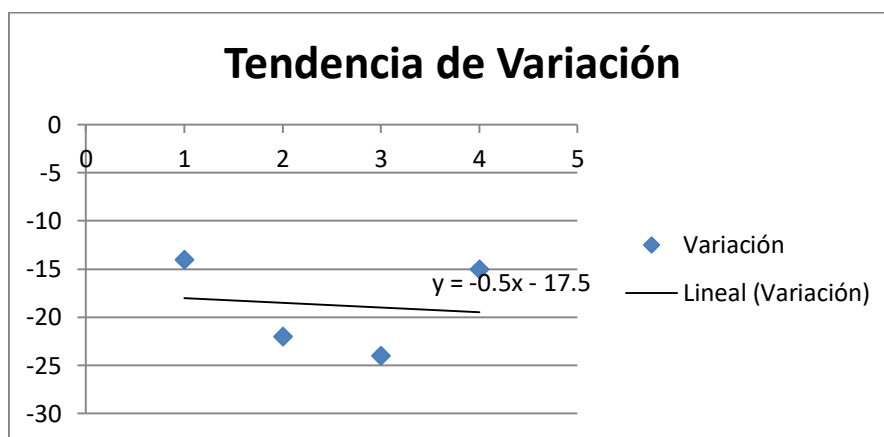 Tendencia de Variación
0
0 1 2 3 4 5
-5
-10
-15
y = -0.5x - 17.5
-20
-25
-30
Variación
Lineal (Variación)